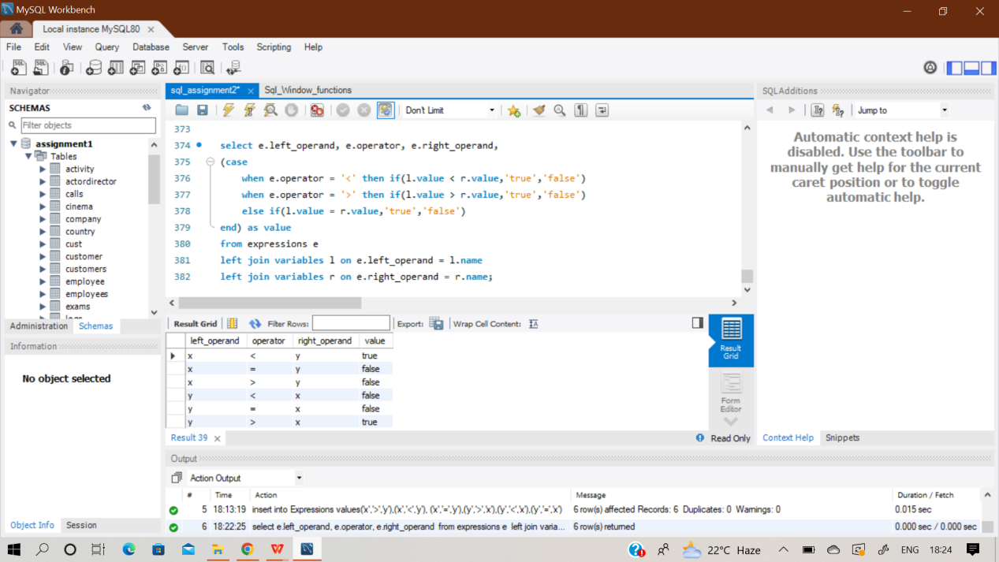 MySQL Workbench
Local instance MySQL80
File Edit View Query Database Server Tools Scripting Help
Navigator
SCHEMAS
Filter objects
assignment1
Tables
activity
actordirector
calls
cinema
company
country
cust
customer
customers
employee
employees
exams
Administration Schemas
Information
No object selected
Object Info Session
sql_assignment2* Sql_Window_functions
Don't Limit
373
374 select e.left_operand, e.operator, e.right_operand,
375 (case
376 when e.operator = '<' then if(l.value < r.value,'true','false')
377 when e.operator = '>' then if(l.value > r.value,'true','false')
378 else if(l.value = r.value,'true','false')
379 end) as value
380 from expressions e
381 left join variables l on e.left_operand = l.name
382 left join variables r on e.right_operand = r.name;
Result Grid Filter Rows: Export: Wrap Cell Content:
left_operand operator right_operand value
x < y true
x = y false
x > y false
y < x false
y = x false
y > x true
Result Grid
Form Editor
Result 39 Read Only
SQLAdditions
Jump to
Automatic context help is
disabled. Use the toolbar to
manually get help for the current
caret position or to toggle
automatic help.
Context Help Snippets
Output
Action Output
# Time Action Message Duration / Fetch
5 18:13:19 insert into Expressions values('x','>','y'),('x','<','y'), ('x','=','y'),('y','>','x'),('y','<','x'),('y','=','x') 6 row(s) affected Records: 6 Duplicates: 0 Warnings: 0 0.015 sec
6 18:22:25 select e.left_operand, e.operator, e.right_operand from expressions e left join varia... 6 row(s) returned 0.000 sec / 0.000 sec
22°C Haze ENG 18:24